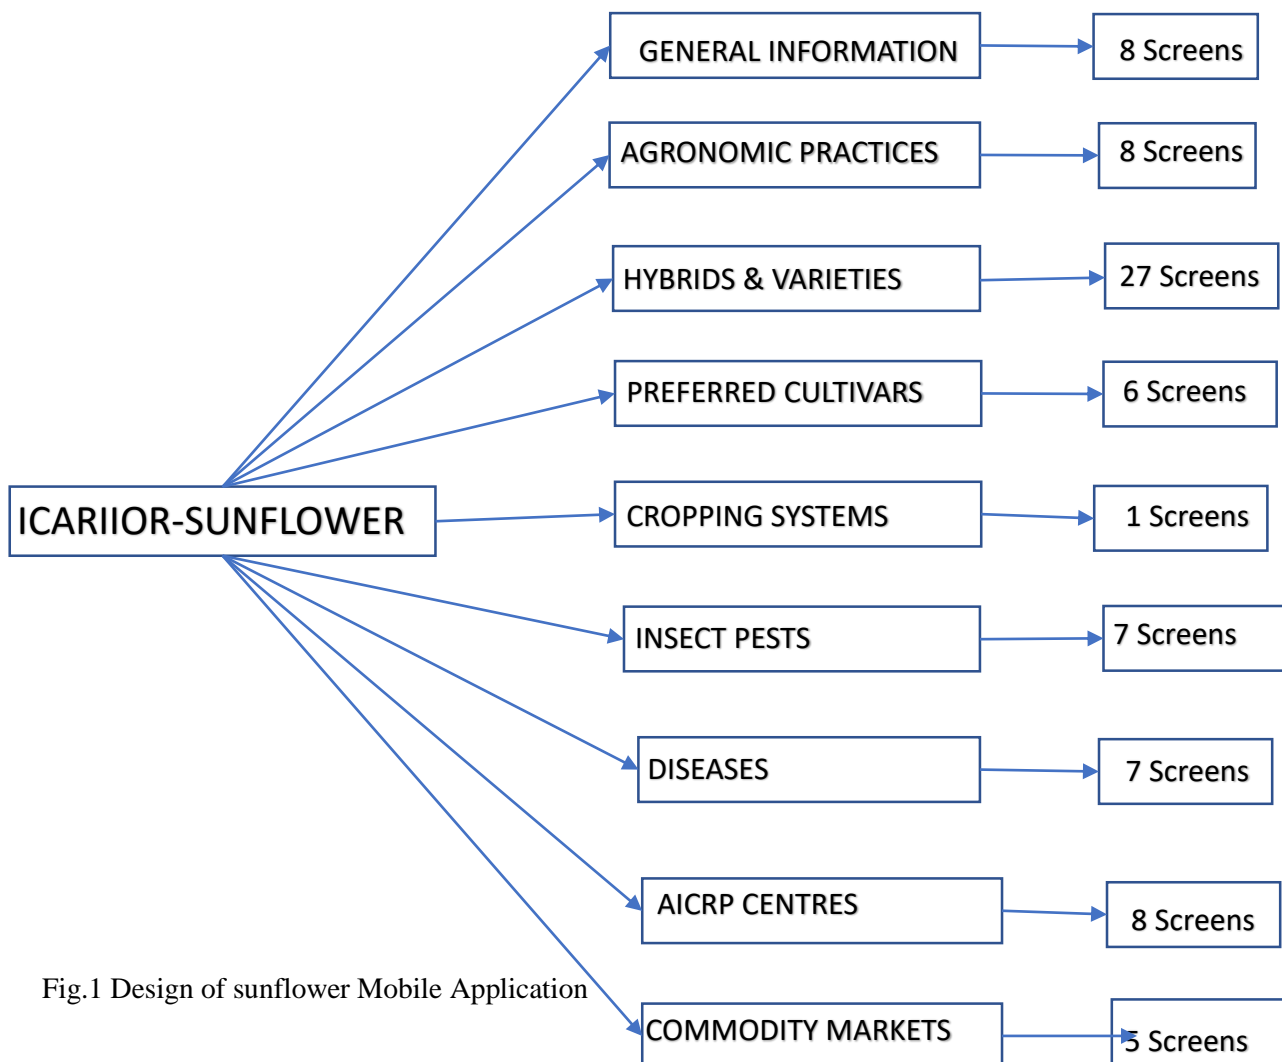 GENERAL INFORMATION
8 Screens
AGRONOMIC PRACTICES
8 Screens
HYBRIDS & VARIETIES
27 Screens
PREFERRED CULTIVARS
6 Screens
ICARIIOR-SUNFLOWER
CROPPING SYSTEMS
1 Screens
INSECT PESTS
7 Screens
DISEASES
7 Screens
AICRP CENTRES
8 Screens
Fig.1 Design of sunflower Mobile Application
COMMODITY MARKETS
5 Screens